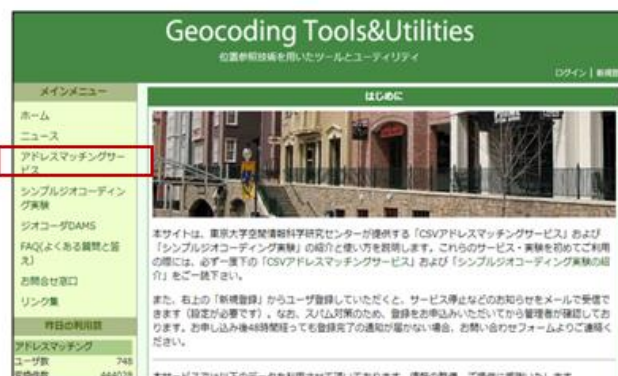 Geocoding Tools&Utilities
位置参照技術を用いたツールとユーティリティ
ログイン | 新規登
メインメニュー
ホーム
ニュース
アドレスマッチングサー
ビス
シンプルジオコーディン
グ実験
ジオコーダDAMS
FAQ(よくある質問と答
え)
お問合せ窓口
リンク集
昨日の利用数
アドレスマッチング
ユーザ数 748
変換件数 444028
はじめに
本サイトは、東京大学空間情報科学研究センターが提供する「CSVアドレスマッチングサービス」および
「シンプルジオコーディング実験」の紹介と使い方を説明します。これらのサービス・実験を初めてご利用
の際には、必ず一度下の「CSVアドレスマッチングサービス」および「シンプルジオコーディング実験の紹
介」をご一読下さい。
また、右上の「新規登録」からユーザ登録していただくと、サービス停止などのお知らせをメールで受信で
きます（設定が必要です）。なお、スパム対策のため、登録をお申込みいただいてから管理者が確認してお
ります。お申し込み後48時間経っても登録完了の通知が届かない場合、お問い合わせフォームよりご連絡く
ださい。